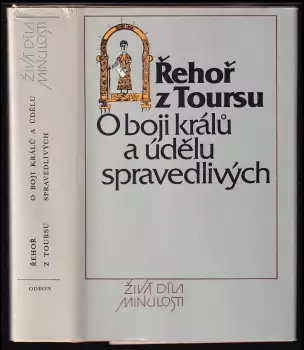 ŽIVÁ DÍLA
MINULOSTI
O BOJI KRÁLŮ A ÚDĚLU
SPRAVEDLIVÝCH
ŘEHOŘ
Z TOURSU
ODEON
Řehoř
z Toursu
O boji králů
a údělu
spravedlivých
ŽIVÁ DÍLA
MINULOSTI